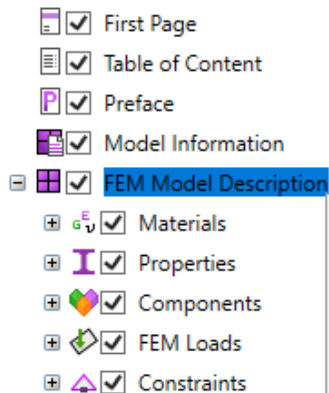 First Page
Table of Content
P Preface
Model Information
FEM Model Description
G E ν Materials
Properties
Components
FEM Loads
Constraints